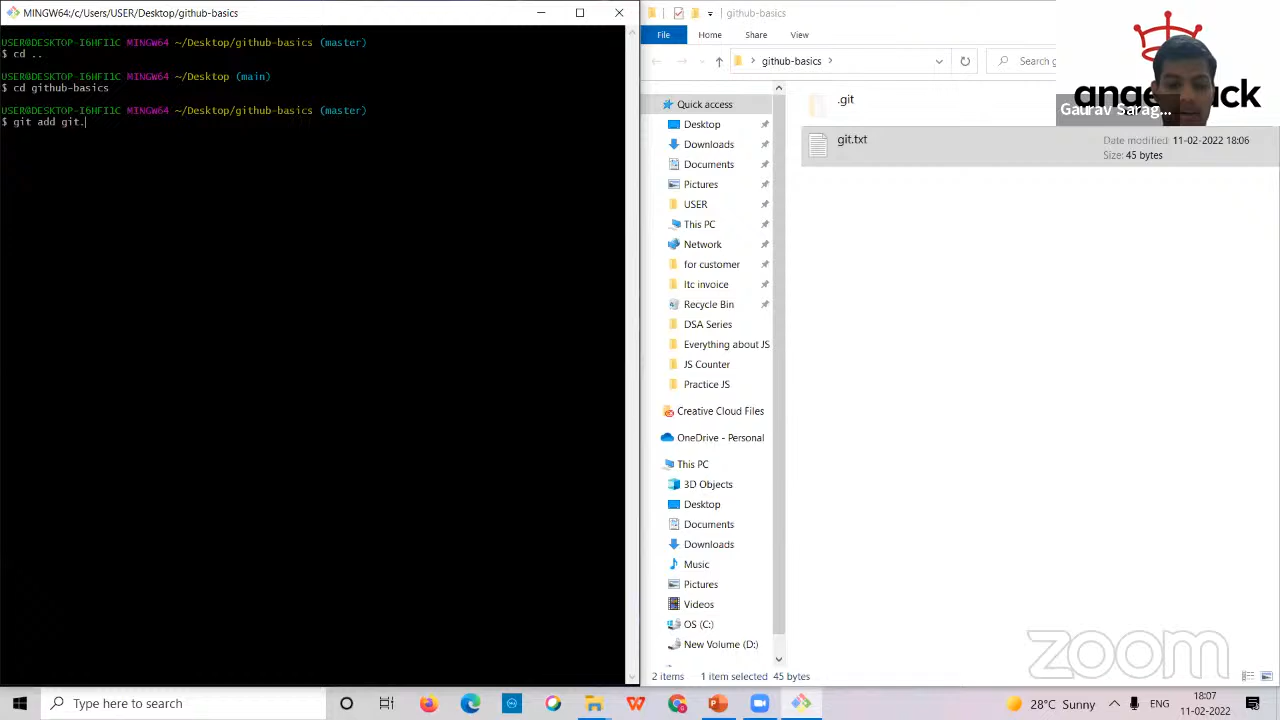 MINGW64:/c/Users/USER/Desktop/github-basics
USER@DESKTOP-I6HFI1C MINGW64 ~/Desktop/github-basics (master)
$ cd ..
USER@DESKTOP-I6HFI1C MINGW64 ~/Desktop (main)
$ cd github-basics
USER@DESKTOP-I6HFI1C MINGW64 ~/Desktop/github-basics (master)
$ git add git.
github-basics
File Home Share View
github-basics
Search g
Quick access
Desktop
Downloads
Documents
Pictures
USER
This PC
Network
for customer
ltc invoice
Recycle Bin
DSA Series
Everything about JS
JS Counter
Practice JS
Creative Cloud Files
OneDrive - Personal
This PC
3D Objects
Desktop
Documents
Downloads
Music
Pictures
Videos
OS (C:)
New Volume (D:)
.git
git.txt
Date modified: 11-02-2022 18:06
Size: 45 bytes
Gaurav Sarag...
zoom
2 items 1 item selected 45 bytes
Type here to search
28°C Sunny
ENG
18:07
11-02-2022